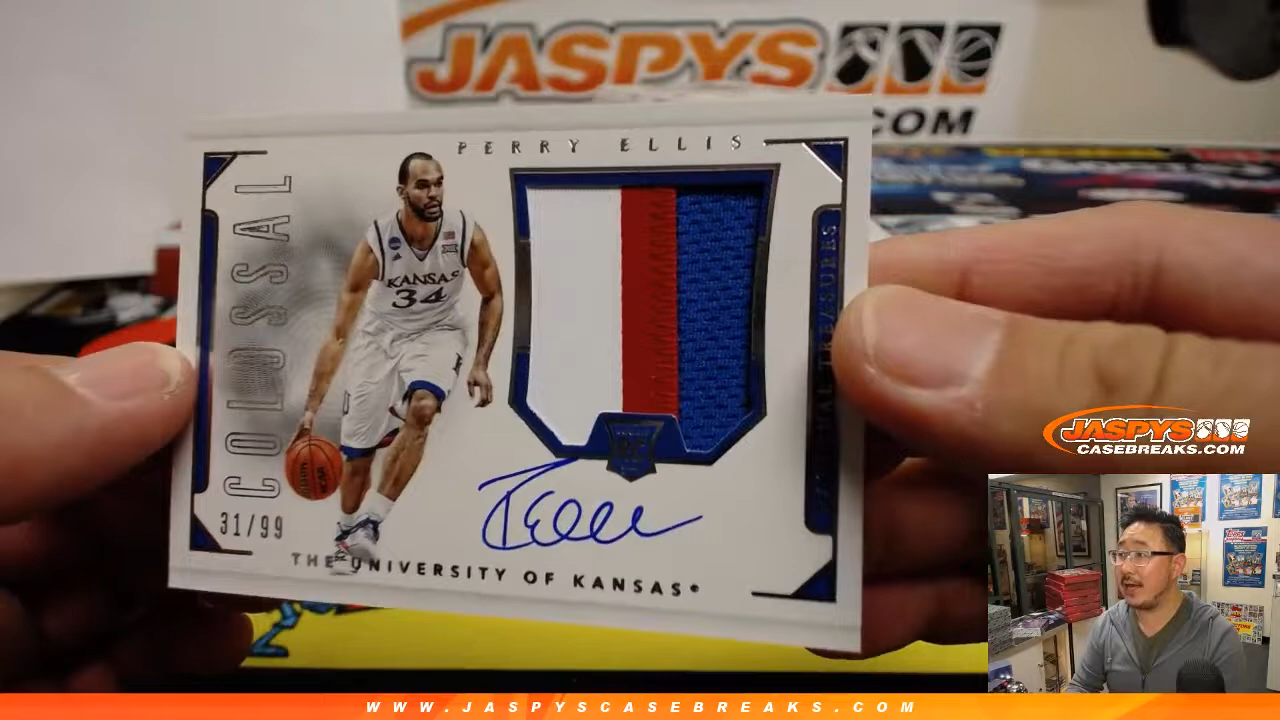 JASPYS
.COM
PERRY ELLIS
COLOSSAL
KANSAS
34
31/99
THE UNIVERSITY OF KANSAS
JASPYS
CASEBREAKS.COM
WWW.JASPYSCASEBREAKS.COM